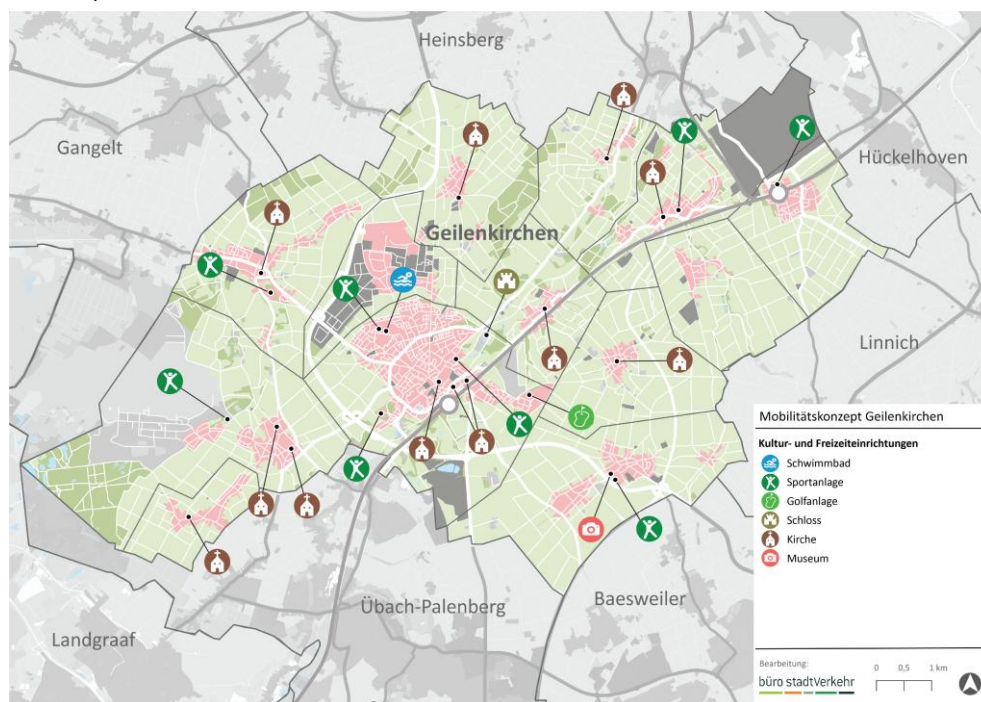 Heinsberg
Gangelt
Hückelhoven
Geilenkirchen
Linnich
Übach-Palenberg
Baesweiler
Landgraaf
Mobilitätskonzept Geilenkirchen
Kultur- und Freizeiteinrichtungen
Schwimmbad
Sportanlage
Golfanlage
Schloss
Kirche
Museum
Bearbeitung:
büro stadtVerkehr
0 0,5 1 km